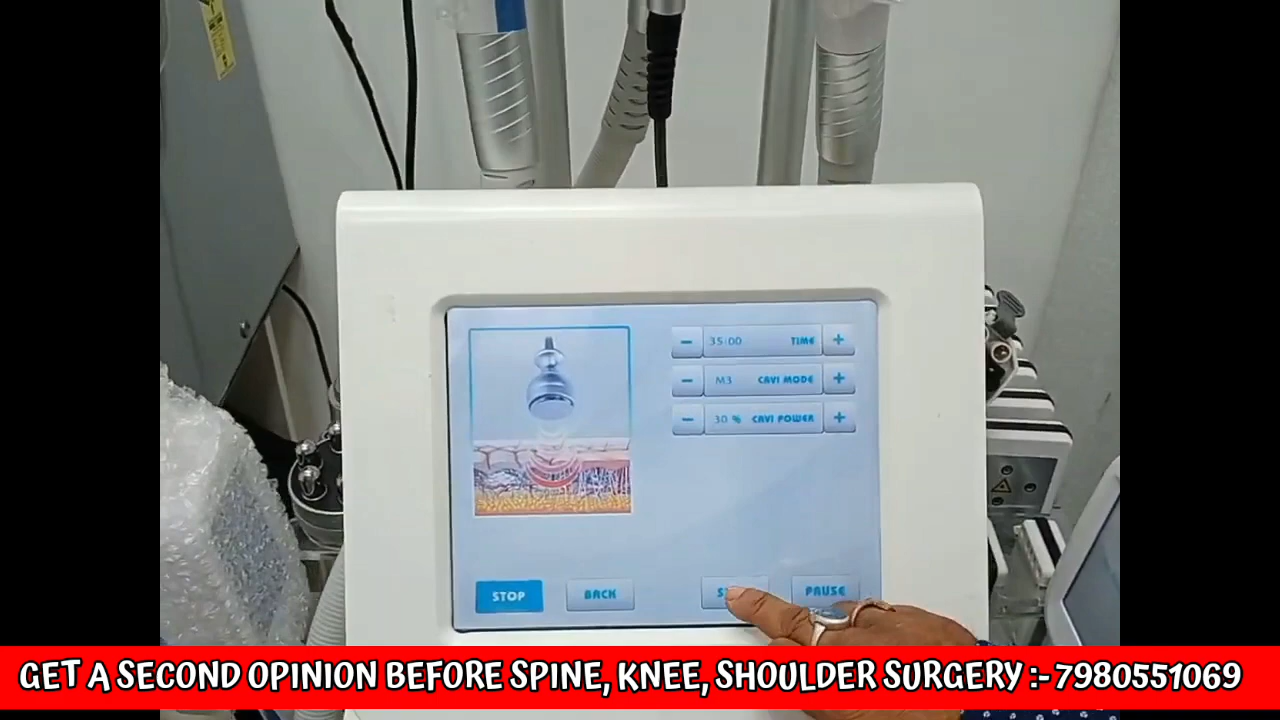 35:00 TIME
M3 CAVI MODE
30 % CAVI POWER
STOP BACK PAUSE
GET A SECOND OPINION BEFORE SPINE, KNEE, SHOULDER SURGERY :- 7980551069